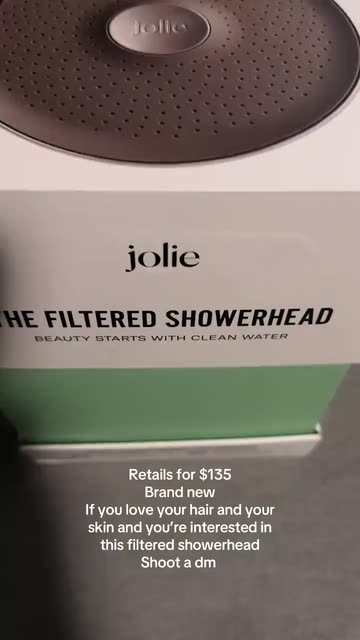 jolie
jolie
THE FILTERED SHOWERHEAD
BEAUTY STARTS WITH CLEAN WATER
Retails for $135
Brand new
If you love your hair and your
skin and you’re interested in
this filtered showerhead
Shoot a dm